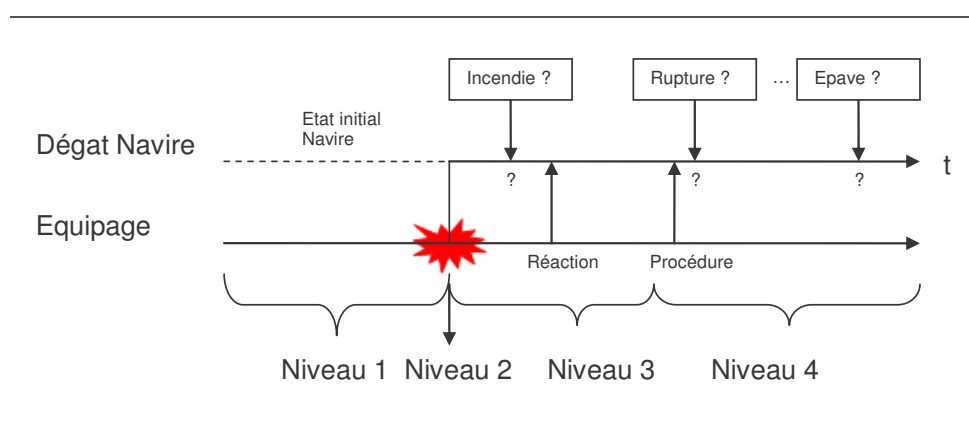 Incendie ?
Rupture ?
...
Epave ?
Etat initial
Navire
Dégat Navire
t
?
?
?
Equipage
Réaction
Procédure
Niveau 1
Niveau 2
Niveau 3
Niveau 4